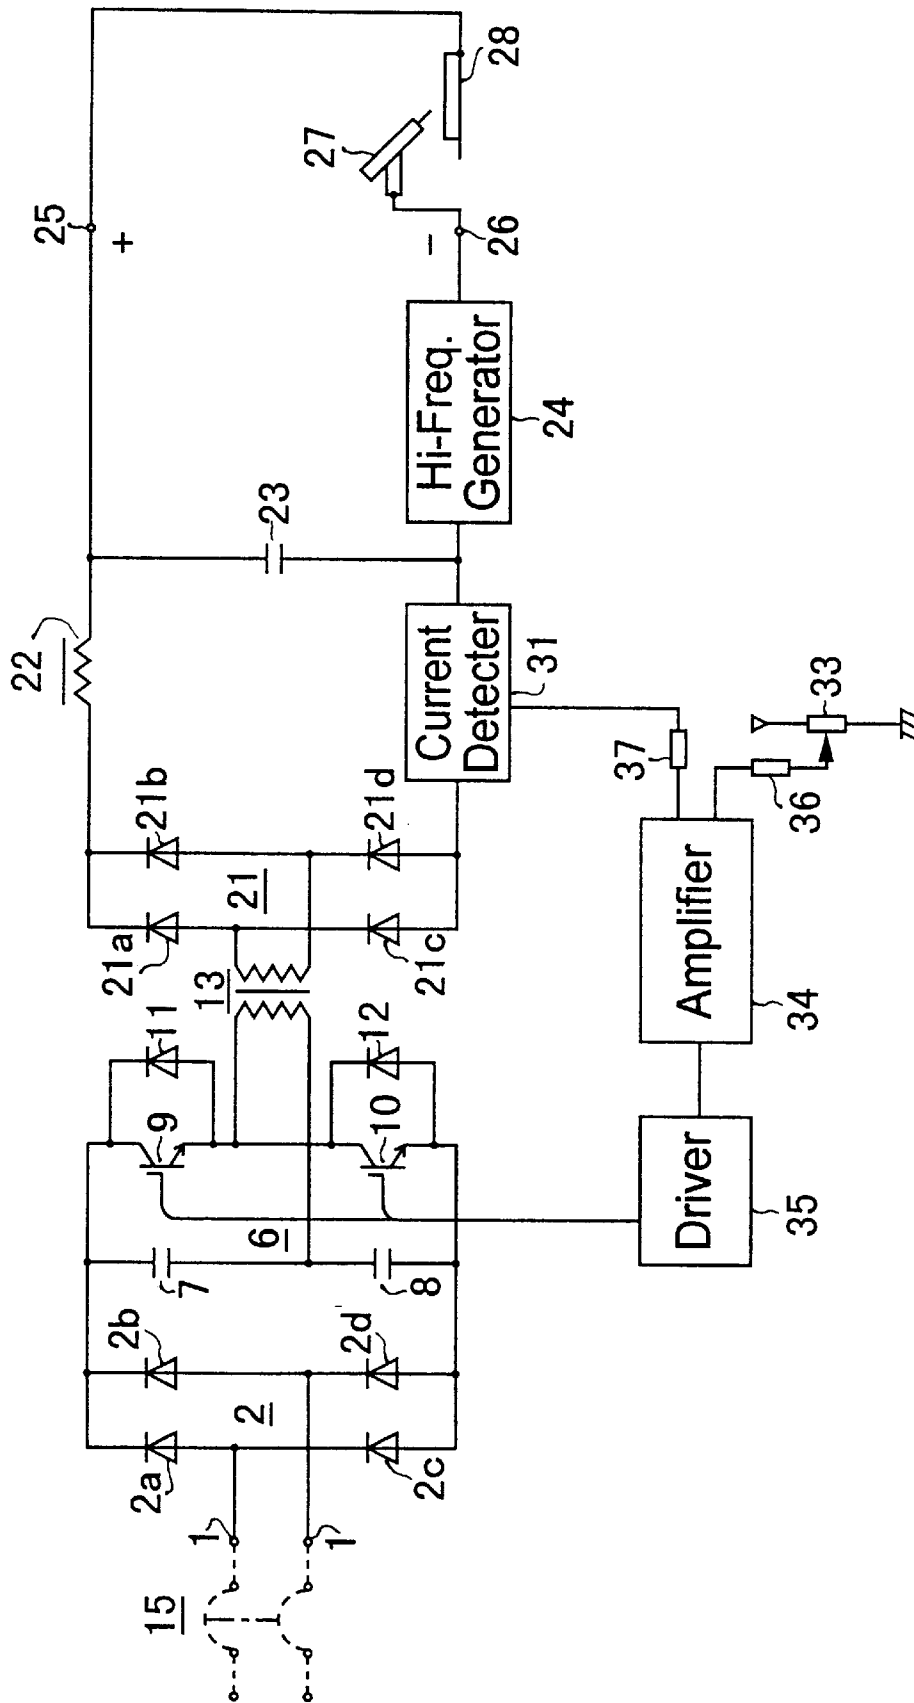 15
1
1
2a
2b
2
2c
2d
7
6
8
9
10
11
12
13
21a
21b
21
21c
21d
22
23
25
+
−
26
27
28
Current
Detecter
31
Hi-Freq.
Generator
24
37
36
33
Amplifier
34
Driver
35